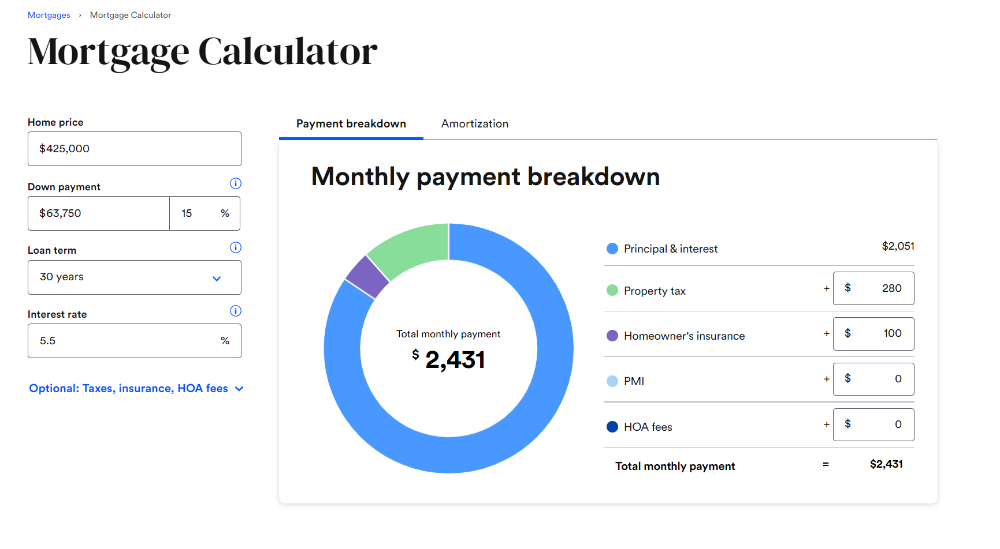 Mortgages › Mortgage Calculator
Mortgage Calculator
Home price
$425,000
Down payment
$63,750 15 %
Loan term
30 years
Interest rate
5.5 %
Optional: Taxes, insurance, HOA fees
Payment breakdown Amortization
Monthly payment breakdown
Total monthly payment
$ 2,431
Principal & interest $2,051
Property tax + $ 280
Homeowner's insurance + $ 100
PMI + $ 0
HOA fees + $ 0
Total monthly payment = $2,431